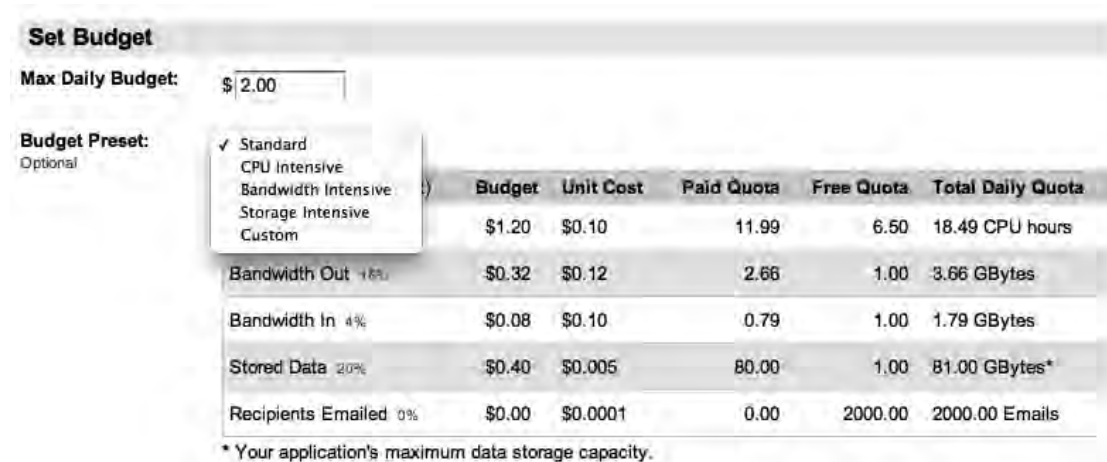 Set Budget
Max Daily Budget: $ 2.00
Budget Preset:
Optional
✓ Standard
CPU Intensive
Bandwidth Intensive
Storage Intensive
Custom
Budget Unit Cost Paid Quota Free Quota Total Daily Quota
$1.20 $0.10 11.99 6.50 18.49 CPU hours
Bandwidth Out 16% $0.32 $0.12 2.66 1.00 3.66 GBytes
Bandwidth In 4% $0.08 $0.10 0.79 1.00 1.79 GBytes
Stored Data 20% $0.40 $0.005 80.00 1.00 81.00 GBytes*
Recipients Emailed 0% $0.00 $0.0001 0.00 2000.00 2000.00 Emails
* Your application's maximum data storage capacity.